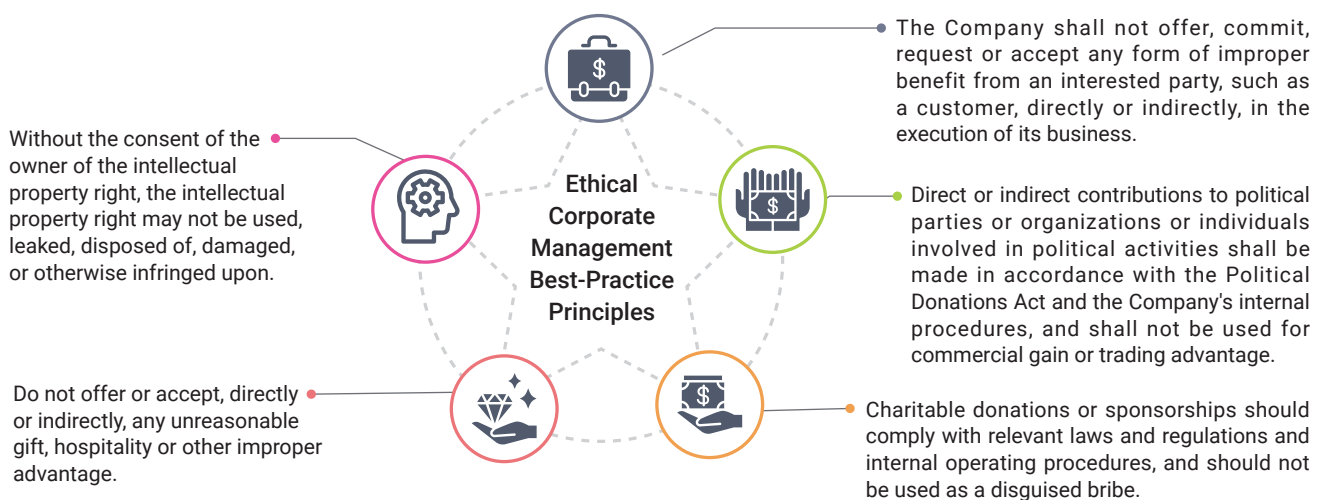 The Company shall not offer, commit,
request or accept any form of improper
benefit from an interested party, such as
a customer, directly or indirectly, in the
execution of its business.
Without the consent of the
owner of the intellectual
property right, the intellectual
property right may not be used,
leaked, disposed of, damaged,
or otherwise infringed upon.
Ethical
Corporate
Management
Best-Practice
Principles
Direct or indirect contributions to political
parties or organizations or individuals
involved in political activities shall be
made in accordance with the Political
Donations Act and the Company's internal
procedures, and shall not be used for
commercial gain or trading advantage.
Do not offer or accept, directly
or indirectly, any unreasonable
gift, hospitality or other improper
advantage.
Charitable donations or sponsorships should
comply with relevant laws and regulations and
internal operating procedures, and should not
be used as a disguised bribe.